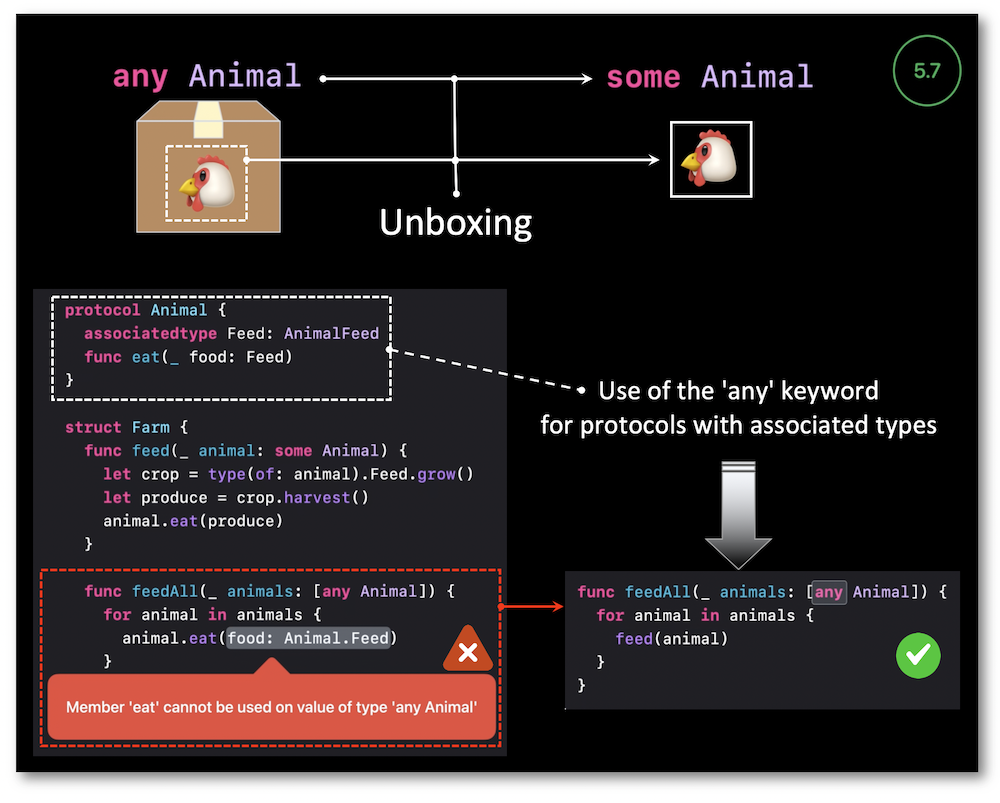 any Animal
some Animal
5.7
Unboxing
protocol Animal {
associatedtype Feed: AnimalFeed
func eat(_ food: Feed)
}
Use of the 'any' keyword
for protocols with associated types
struct Farm {
func feed(_ animal: some Animal) {
let crop = type(of: animal).Feed.grow()
let produce = crop.harvest()
animal.eat(produce)
}
func feedAll(_ animals: [any Animal]) {
for animal in animals {
animal.eat(food: Animal.Feed)
}
Member 'eat' cannot be used on value of type 'any Animal'
func feedAll(_ animals: [any Animal]) {
for animal in animals {
feed(animal)
}
}